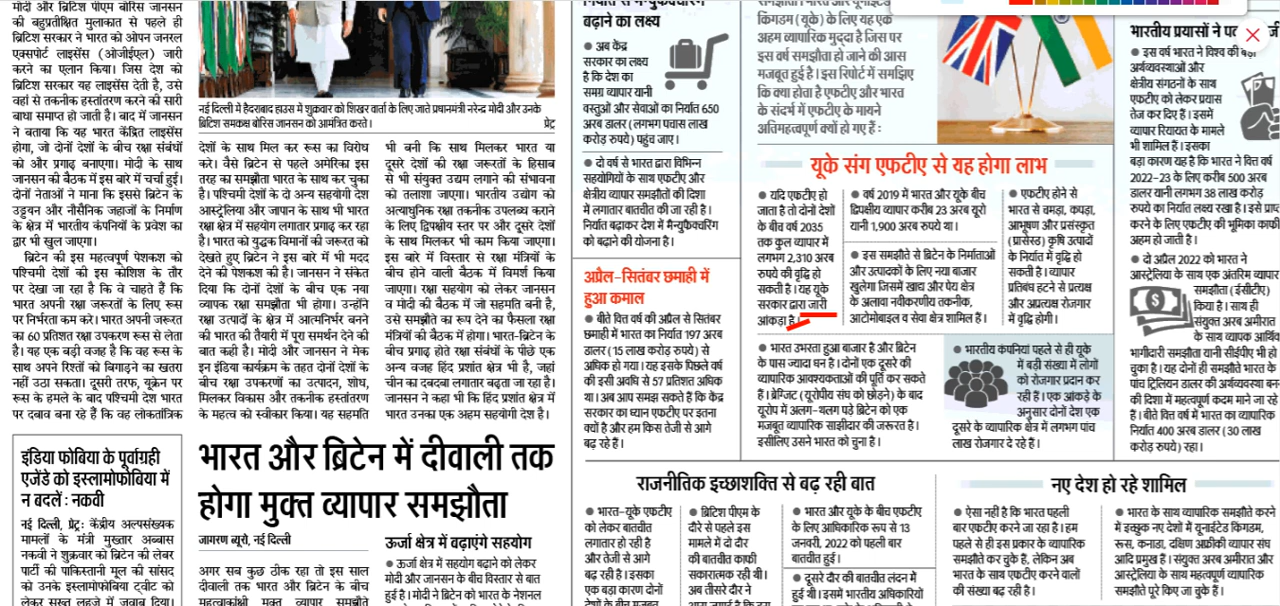 मोदी और ब्रिटिश पीएम बोरिस जानसन
की बहुप्रतीक्षित मुलाकात से पहले ही
ब्रिटिश सरकार ने भारत को ओपन जनरल
एक्सपोर्ट लाइसेंस (ओजीईएल) जारी
करने का एलान किया। जिस देश को
ब्रिटिश सरकार यह लाइसेंस देती है, उसे
वहां से तकनीक हस्तांतरण करने की सारी
बाधा समाप्त हो जाती है। बाद में जानसन
ने बताया कि यह भारत केंद्रित लाइसेंस
होगा, जो दोनों देशों के बीच रक्षा संबंधों
को और प्रगाढ़ बनाएगा। मोदी के साथ
जानसन की बैठक में इस बारे में चर्चा हुई।
दोनों नेताओं ने माना कि इससे ब्रिटेन के
उड्डयन और नौसैनिक जहाजों के निर्माण
के क्षेत्र में भारतीय कंपनियों के प्रवेश का
द्वार भी खुल जाएगा।
ब्रिटेन की इस महत्वपूर्ण पेशकश को
पश्चिमी देशों की इस कोशिश के तौर
पर देखा जा रहा है कि वे चाहते हैं कि
भारत अपनी रक्षा जरूरतों के लिए रूस
पर निर्भरता कम करे। भारत अपनी जरूरत
का 60 प्रतिशत रक्षा उपकरण रूस से लेता
है। यह एक बड़ी वजह है कि वह रूस के
साथ अपने रिश्तों को बिगाड़ने का खतरा
नहीं उठा सकता। दूसरी तरफ, यूक्रेन पर
रूस के हमले के बाद पश्चिमी देश भारत
पर दबाव बना रहे हैं कि वह लोकतांत्रिक
नई दिल्ली में हैदराबाद हाउस में शुक्रवार को शिखर वार्ता के लिए जाते प्रधानमंत्री नरेन्द्र मोदी और उनके
ब्रिटिश समकक्ष बोरिस जानसन को आमंत्रित करते। प्रेट्र
देशों के साथ मिल कर रूस का विरोध
करे। वैसे ब्रिटेन से पहले अमेरिका इस
तरह का समझौता भारत के साथ कर चुका
है। पश्चिमी देशों के दो अन्य सहयोगी देश
आस्ट्रेलिया और जापान के साथ भी भारत
रक्षा क्षेत्र में सहयोग लगातार प्रगाढ़ कर रहा
है। भारत को युद्धक विमानों की जरूरत को
देखते हुए ब्रिटेन ने इस बारे में भी मदद
देने की पेशकश की है। जानसन ने संकेत
दिया कि दोनों देशों के बीच एक नया
व्यापक रक्षा समझौता भी होगा। उन्होंने
रक्षा उत्पादों के क्षेत्र में आत्मनिर्भर बनने
की भारत की तैयारी में पूरा समर्थन देने की
बात कही है। मोदी और जानसन ने मेक
इन इंडिया कार्यक्रम के तहत दोनों देशों के
बीच रक्षा उपकरणों का उत्पादन, शोध,
मिलकर विकास और तकनीक हस्तांतरण
के महत्व को स्वीकार किया। यह सहमति
भी बनी, कि साथ मिलकर भारत या
दूसरे देशों की रक्षा जरूरतों के हिसाब
से भी संयुक्त उद्यम लगाने की संभावना
को तलाशा जाएगा। भारतीय उद्योग को
अत्याधुनिक रक्षा तकनीक उपलब्ध कराने
के लिए द्विपक्षीय स्तर पर और दूसरे देशों
के साथ मिलकर भी काम किया जाएगा।
इस बारे में विस्तार से रक्षा मंत्रियों के
बीच होने वाली बैठक में विमर्श किया
जाएगा। रक्षा सहयोग को लेकर जानसन
व मोदी की बैठक में जो सहमति बनी है,
उसे समझौते का रूप देने का फैसला रक्षा
मंत्रियों की बैठक में होगा। भारत-ब्रिटेन के
बीच प्रगाढ़ होते रक्षा संबंधों के पीछे एक
अन्य वजह हिंद प्रशांत क्षेत्र भी है, जहां
चीन का दबदबा लगातार बढ़ता जा रहा है।
जानसन ने कहा भी कि हिंद प्रशांत क्षेत्र में
भारत उनका एक अहम सहयोगी देश है।
इंडिया फोबिया के पूर्वाग्रही
एजेंडे को इस्लामोफोबिया में
न बदलें : नकवी
नई दिल्ली, प्रेट्र: केंद्रीय अल्पसंख्यक
मामलों के मंत्री मुख्तार अब्बास
नकवी ने शुक्रवार को ब्रिटेन की लेबर
पार्टी की पाकिस्तानी मूल की सांसद
को उनके इस्लामोफोबिया ट्वीट को
लेकर सख्त लहजे में जवाब दिया।
भारत और ब्रिटेन में दीवाली तक
होगा मुक्त व्यापार समझौता
जागरण ब्यूरो, नई दिल्ली
अगर सब कुछ ठीक रहा तो इस साल
दीवाली तक भारत और ब्रिटेन के बीच
महत्वाकांक्षी मुक्त व्यापार समझौते
ऊर्जा क्षेत्र में बढ़ाएंगे सहयोग
● ऊर्जा क्षेत्र में सहयोग बढ़ाने को लेकर
मोदी और जानसन के बीच विस्तार से बात
हुई है। मोदी ने ब्रिटेन को भारत के नेशनल
बढ़ाने का लक्ष्य
● अब केंद्र
सरकार का लक्ष्य
है कि देश का
समग्र व्यापार यानी
वस्तुओं और सेवाओं का निर्यात 650
अरब डालर (लगभग पचास लाख
करोड़ रुपये) पहुंच जाए।
● दो वर्ष से भारत द्वारा विभिन्न
सहयोगियों के साथ एफटीए और
क्षेत्रीय व्यापार समझौतों की दिशा
में लगातार बातचीत की जा रही है।
निर्यात बढ़ाकर देश में मैन्युफैक्चरिंग
को बढ़ाने की योजना है।
अप्रैल-सितंबर छमाही में
हुआ कमाल
● बीते वित्त वर्ष की अप्रैल से सितंबर
छमाही में भारत का निर्यात 197 अरब
डालर (15 लाख करोड़ रुपये) से
अधिक हो गया। यह इसके पिछले वर्ष
की इसी अवधि से 57 प्रतिशत अधिक
था। अब आप समझ सकते हैं कि केंद्र
सरकार का ध्यान एफटीए पर इतना
क्यों है और हम किस तेजी से आगे
बढ़ रहे हैं।
किंगडम (यूके) के लिए यह एक
अहम व्यापारिक मुद्दा है जिस पर
इस वर्ष समझौता हो जाने की आस
मजबूत हुई है। इस रिपोर्ट में समझिए
कि क्या होता है एफटीए और भारत
के संदर्भ में एफटीए के मायने
अतिमहत्वपूर्ण क्यों हो गए हैं :
यूके संग एफटीए से यह होगा लाभ
● यदि एफटीए हो
जाता है तो दोनों देशों
के बीच वर्ष 2035
तक कुल व्यापार में
लगभग 2,310 अरब
रुपये की वृद्धि हो
सकती है। यह यूके
सरकार द्वारा जारी
आंकड़ा है।
● वर्ष 2019 में भारत और यूके बीच
द्विपक्षीय व्यापार करीब 23 अरब यूरो
यानी 1,900 अरब रुपये था।
● इस समझौते से ब्रिटेन के निर्माताओं
और उत्पादकों के लिए नया बाजार
खुलेगा जिसमें खाद्य और पेय क्षेत्र
के अलावा नवीकरणीय तकनीक,
आटोमोबाइल व सेवा क्षेत्र शामिल हैं।
● एफटीए होने से
भारत से चमड़ा, कपड़ा,
आभूषण और प्रसंस्कृत
(प्रासेस्ड) कृषि उत्पादों
के निर्यात में वृद्धि हो
सकती है। व्यापार
प्रतिबंध हटने से प्रत्यक्ष
और अप्रत्यक्ष रोजगार
में वृद्धि होगी।
● भारत उभरता हुआ बाजार है और ब्रिटेन
के पास ज्यादा धन है। दोनों एक दूसरे की
व्यापारिक आवश्यकताओं की पूर्ति कर सकते
हैं। ब्रेग्जिट (यूरोपीय संघ को छोड़ने) के बाद
यूरोप में अलग-थलग पड़े ब्रिटेन को एक
मजबूत व्यापारिक साझीदार की जरूरत है।
इसीलिए उसने भारत को चुना है।
● भारतीय कंपनियां पहले से ही यूके
में बड़ी संख्या में लोगों
को रोजगार प्रदान कर
रही हैं। एक आंकड़े के
अनुसार दोनों देश एक
दूसरे के व्यापारिक क्षेत्र में लगभग पांच
लाख रोजगार दे रहे हैं।
भारतीय प्रयासों ने
● इस वर्ष भारत ने विश्व की बड़ी
अर्थव्यवस्थाओं और
क्षेत्रीय संगठनों के साथ
एफटीए को लेकर प्रयास
तेज कर दिए हैं। इसमें
व्यापार रियायत के मामले
भी शामिल हैं। इसका
बड़ा कारण यह है कि भारत ने वित्त वर्ष
2022-23 के लिए करीब 500 अरब
डालर यानी लगभग 38 लाख करोड़
रुपये का निर्यात लक्ष्य रखा है। इसे प्राप्त
करने के लिए एफटीए की भूमिका काफी
अहम हो जाती है।
● दो अप्रैल 2022 को भारत ने
आस्ट्रेलिया के साथ एक अंतरिम व्यापार
समझौता (ईसीटीए)
किया है। साथ ही
संयुक्त अरब अमीरात
के साथ व्यापक आर्थिक
भागीदारी समझौता यानी सीईपीए भी हो
चुका है। यह दोनों ही समझौते भारत के
पांच ट्रिलियन डालर की अर्थव्यवस्था बनने
की दिशा में महत्वपूर्ण कदम माने जा रहे
हैं। बीते वित्त वर्ष में भारत का व्यापारिक
निर्यात 400 अरब डालर (30 लाख
करोड़ रुपये) रहा।
राजनीतिक इच्छाशक्ति से बढ़ रही बात
● भारत-यूके एफटीए
को लेकर बातचीत
लगातार हो रही है
और तेजी से आगे
बढ़ रही है। इसका
एक बड़ा कारण दोनों
देशों के बीच मजबूत
● ब्रिटिश पीएम के
दौरे से पहले इस
मामले में दो दौर
की बातचीत काफी
सकारात्मक रही थी।
अब तीसरे दौर ने
● भारत और यूके के बीच एफटीए
के लिए आधिकारिक रूप से 13
जनवरी, 2022 को पहली बार
बातचीत हुई।
● दूसरे दौर की बातचीत लंदन में
हुई थी। इसमें भारतीय अधिकारियों
नए देश हो रहे शामिल
● ऐसा नहीं है कि भारत पहली
बार एफटीए करने जा रहा है। हम
पहले से ही इस प्रकार के व्यापारिक
समझौते कर चुके हैं, लेकिन अब
भारत के साथ एफटीए करने वालों
की संख्या बढ़ रही है।
● भारत के साथ व्यापारिक समझौते करने
में इच्छुक नए देशों में यूनाईटेड किंगडम,
रूस, कनाडा, दक्षिण अफ्रीकी व्यापार संघ
आदि प्रमुख हैं। संयुक्त अरब अमीरात और
आस्ट्रेलिया के साथ महत्वपूर्ण व्यापारिक
समझौते पूरे किए जा चुके हैं।